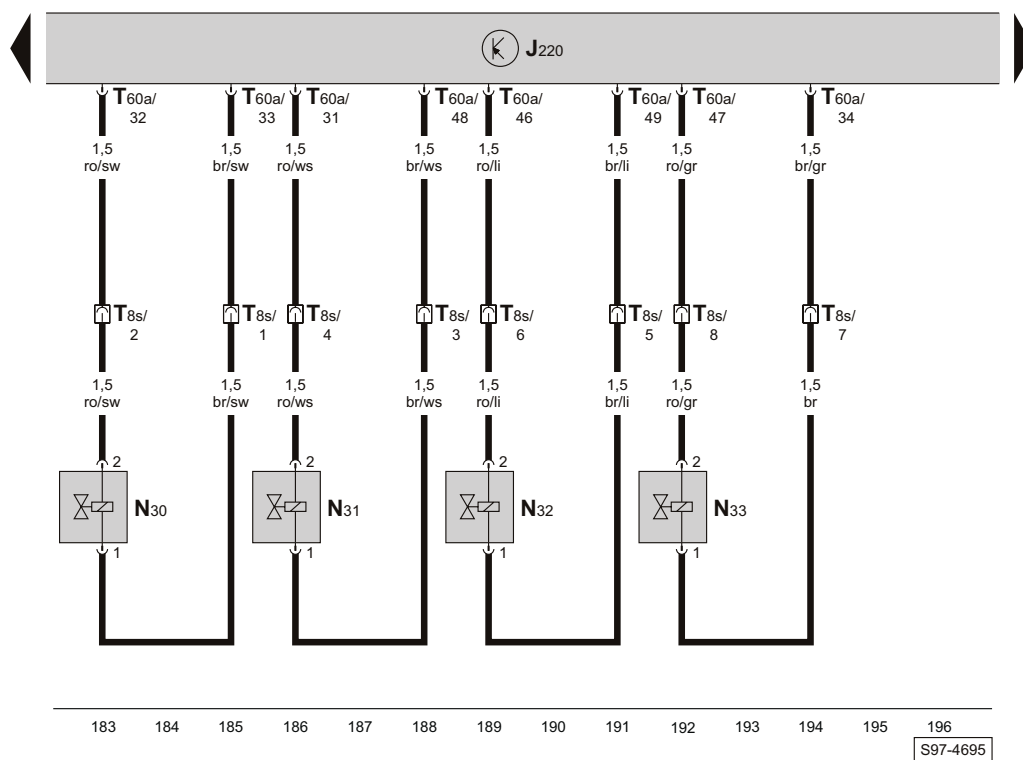 J220
T60a/ T60a/ T60a/ T60a/ T60a/ T60a/ T60a/ T60a/
32 33 31 48 46 49 47 34
1,5 1,5 1,5 1,5 1,5 1,5 1,5 1,5
ro/sw br/sw ro/ws br/ws ro/li br/li ro/gr br/gr
T8s/ T8s/ T8s/ T8s/ T8s/ T8s/ T8s/ T8s/
2 1 4 3 6 5 8 7
1,5 1,5 1,5 1,5 1,5 1,5 1,5 1,5
ro/sw br/sw ro/ws br/ws ro/li br/li ro/gr br
2 2 2 2
N30 N31 N32 N33
1 1 1 1
183 184 185 186 187 188 189 190 191 192 193 194 195 196
S97-4695